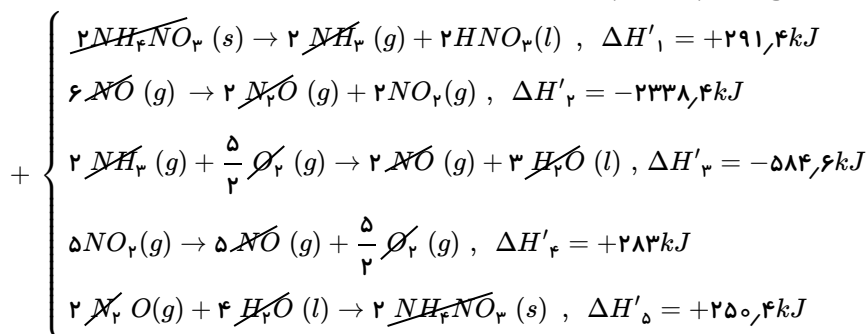 ۲NH₄NO₃ (s) → ۲ NH₃ (g) + ۲HNO₃(l) , ΔH′₁ = +۲۹۱٫۴kJ
۶ NO (g) → ۲ N₂O (g) + ۲NO₂(g) , ΔH′₂ = −۲۳۳۸٫۴kJ
+ { ۲ NH₃ (g) + ۵/۲ O₂ (g) → ۲ NO (g) + ۳ H₂O (l) , ΔH′₃ = −۵۸۴٫۶kJ
۵NO₂(g) → ۵ NO (g) + ۵/۲ O₂ (g) , ΔH′₄ = +۲۸۳kJ
۲ N₂ O(g) + ۴ H₂O (l) → ۲ NH₄NO₃ (s) , ΔH′₅ = +۲۵۰٫۴kJ